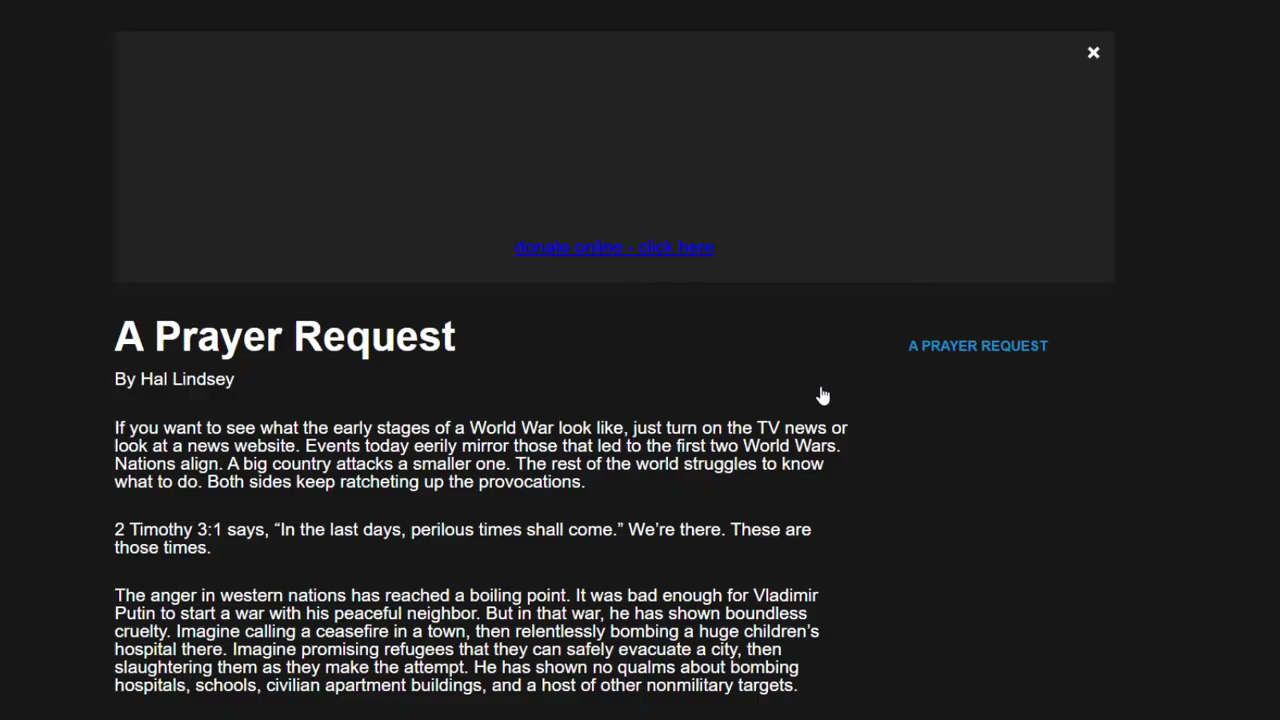 ×
donate online - click here
A Prayer Request
A PRAYER REQUEST
By Hal Lindsey
If you want to see what the early stages of a World War look like, just turn on the TV news or
look at a news website. Events today eerily mirror those that led to the first two World Wars.
Nations align. A big country attacks a smaller one. The rest of the world struggles to know
what to do. Both sides keep ratcheting up the provocations.
2 Timothy 3:1 says, “In the last days, perilous times shall come.” We’re there. These are
those times.
The anger in western nations has reached a boiling point. It was bad enough for Vladimir
Putin to start a war with his peaceful neighbor. But in that war, he has shown boundless
cruelty. Imagine calling a ceasefire in a town, then relentlessly bombing a huge children’s
hospital there. Imagine promising refugees that they can safely evacuate a city, then
slaughtering them as they make the attempt. He has shown no qualms about bombing
hospitals, schools, civilian apartment buildings, and a host of other nonmilitary targets.